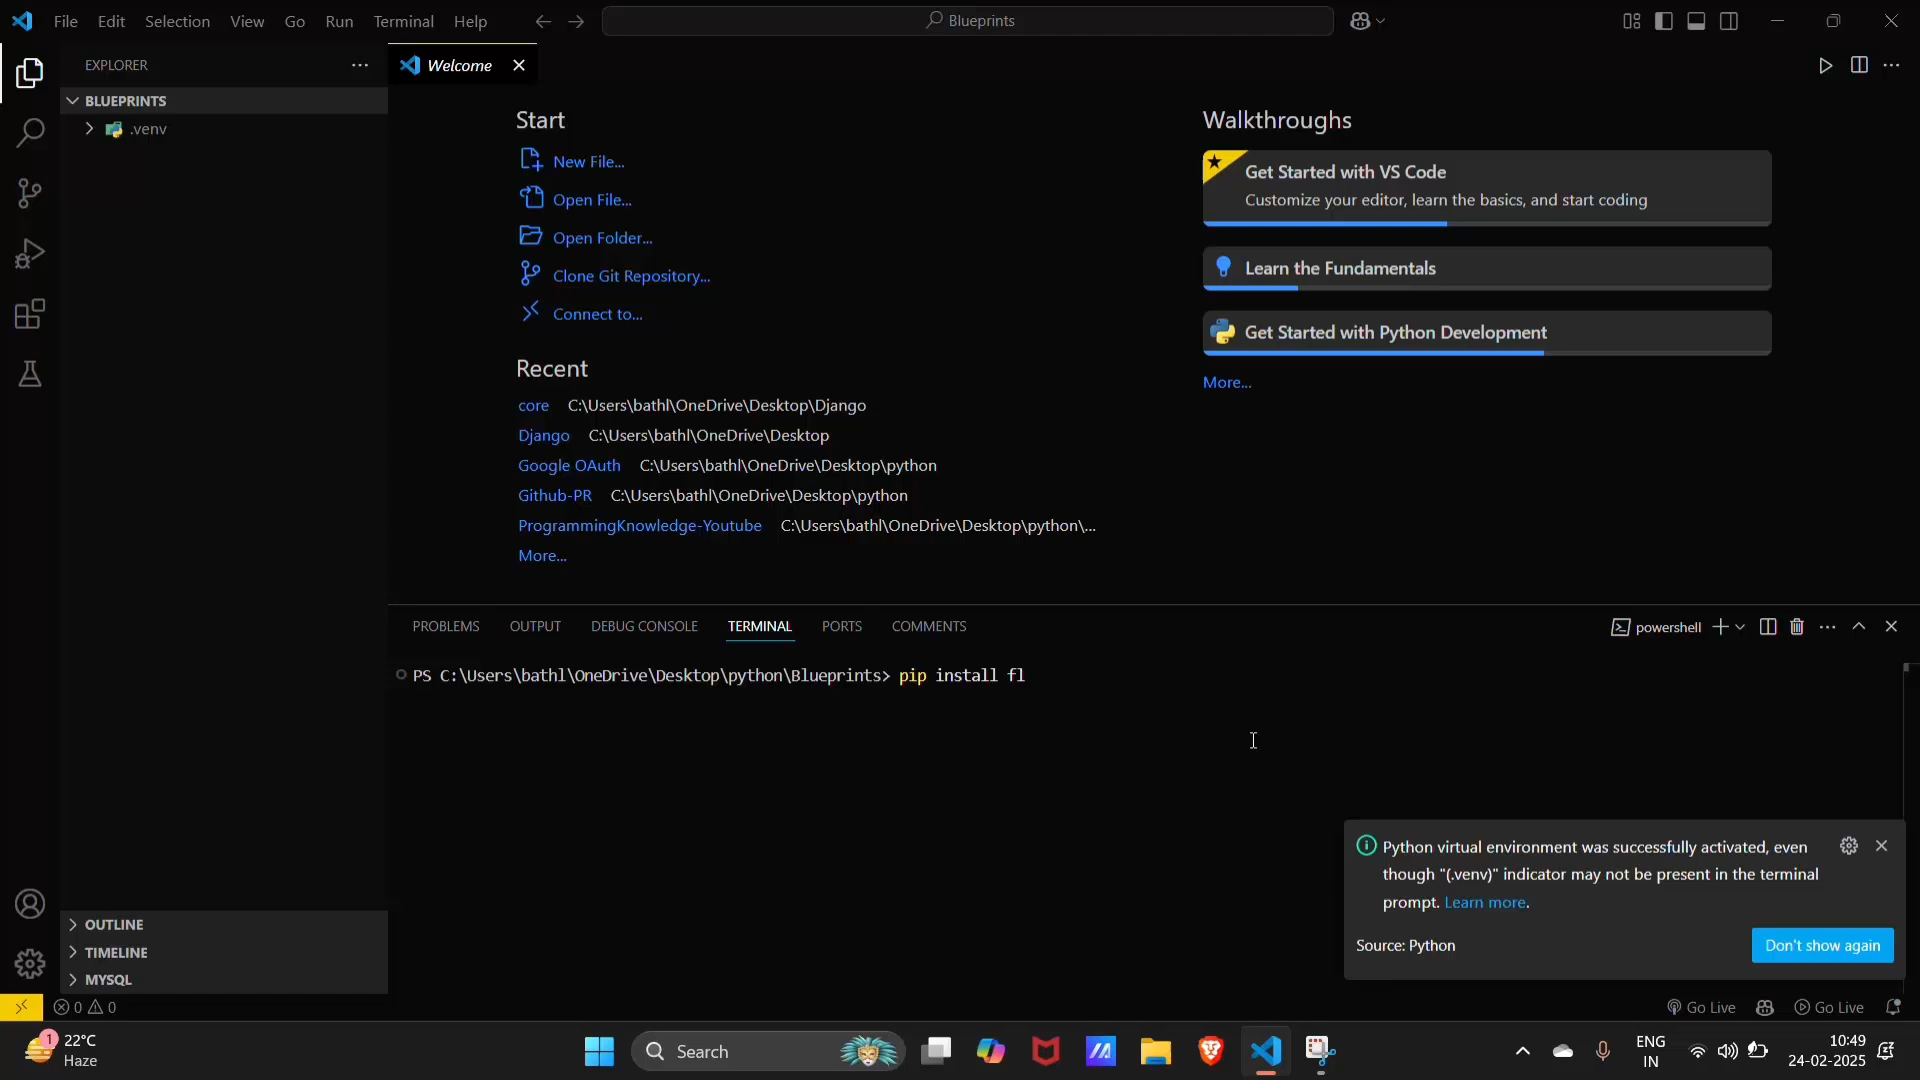 File Edit Selection View Go Run Terminal Help
Blueprints
EXPLORER
Welcome
BLUEPRINTS
.venv
Start
New File...
Open File...
Open Folder...
Clone Git Repository...
Connect to...
Recent
core C:\Users\bathl\OneDrive\Desktop\Django
Django C:\Users\bathl\OneDrive\Desktop
Google OAuth C:\Users\bathl\OneDrive\Desktop\python
Github-PR C:\Users\bathl\OneDrive\Desktop\python
ProgrammingKnowledge-Youtube C:\Users\bathl\OneDrive\Desktop\python\...
More...
Walkthroughs
Get Started with VS Code
Customize your editor, learn the basics, and start coding
Learn the Fundamentals
Get Started with Python Development
More...
PROBLEMS OUTPUT DEBUG CONSOLE TERMINAL PORTS COMMENTS
powershell
PS C:\Users\bathl\OneDrive\Desktop\python\Blueprints> pip install fl
Python virtual environment was successfully activated, even
though "(.venv)" indicator may not be present in the terminal
prompt. Learn more.
Source: Python
Don't show again
OUTLINE
TIMELINE
MYSQL
0 0
Go Live
Go Live
1
22°C
Haze
Search
ENG
IN
10:49
24-02-2025